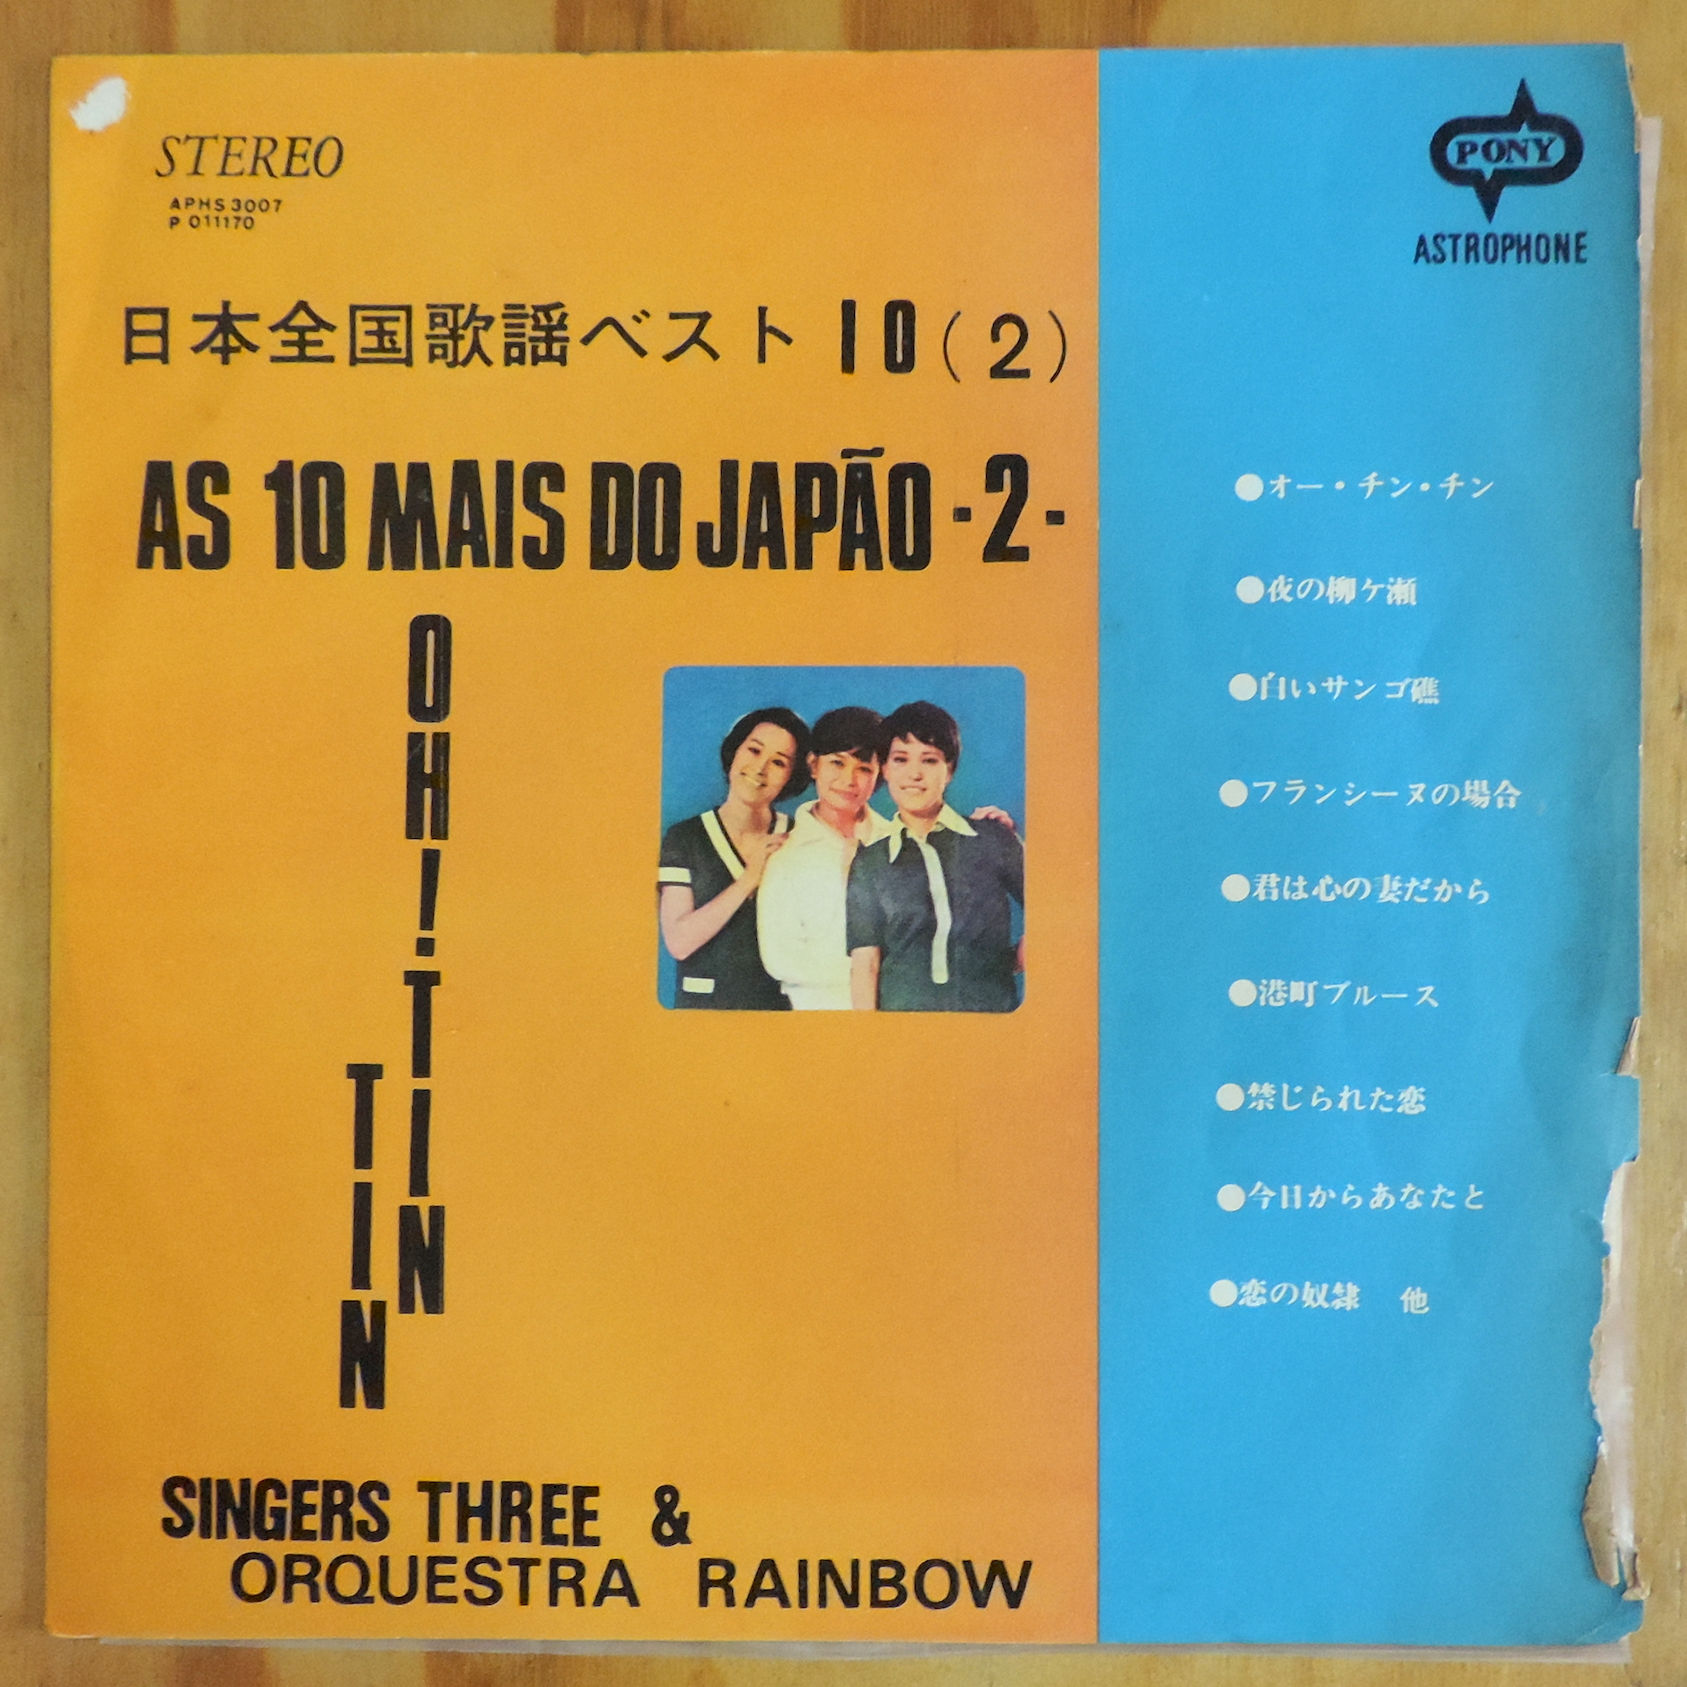 STEREO
APHS 3007
P 011170
PONY
ASTROPHONE
日本全国歌謡ベスト 10 (2)
AS 10 MAIS DO JAPÃO -2-
OH! TIN
TIN
●オー・チン・チン
●夜の柳ケ瀬
●白いサンゴ礁
●フランシーヌの場合
●君は心の妻だから
●港町ブルース
●禁じられた恋
●今日からあなたと
●恋の奴隷 他
SINGERS THREE &
ORQUESTRA RAINBOW